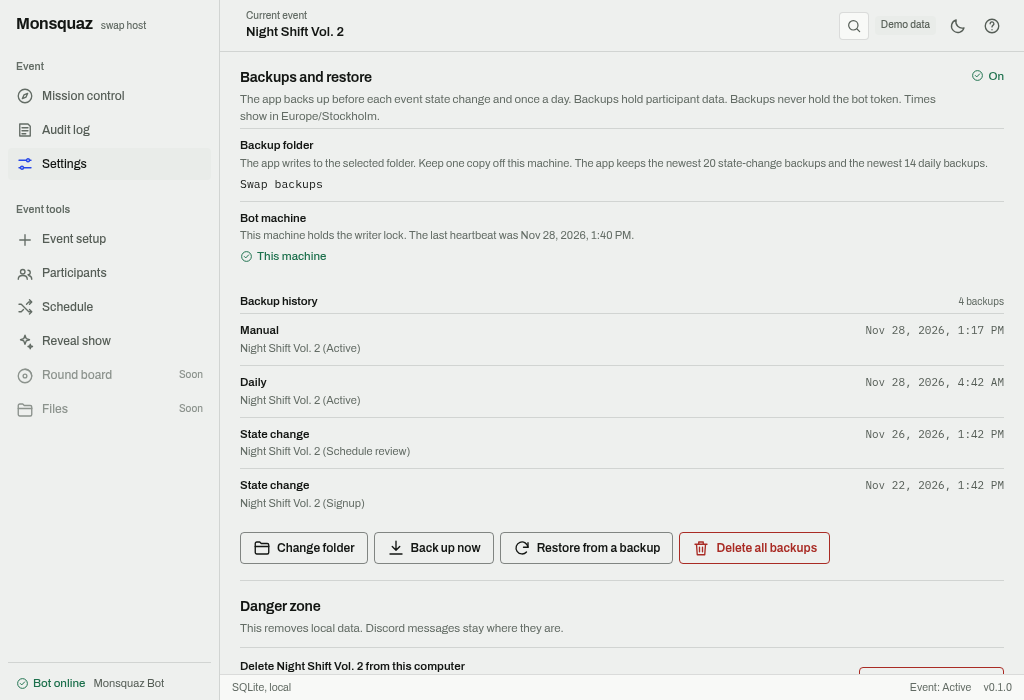 Monsquaz swap host
Event
Mission control
Audit log
Settings
Event tools
Event setup
Participants
Schedule
Reveal show
Round board Soon
Files Soon
Bot online Monsquaz Bot
Current event
Night Shift Vol. 2
Demo data
Backups and restore
On
The app backs up before each event state change and once a day. Backups hold participant data. Backups never hold the bot token. Times
show in Europe/Stockholm.
Backup folder
The app writes to the selected folder. Keep one copy off this machine. The app keeps the newest 20 state-change backups and the newest 14 daily backups.
Swap backups
Bot machine
This machine holds the writer lock. The last heartbeat was Nov 28, 2026, 1:40 PM.
This machine
Backup history 4 backups
Manual Nov 28, 2026, 1:17 PM
Night Shift Vol. 2 (Active)
Daily Nov 28, 2026, 4:42 AM
Night Shift Vol. 2 (Active)
State change Nov 26, 2026, 1:42 PM
Night Shift Vol. 2 (Schedule review)
State change Nov 22, 2026, 1:42 PM
Night Shift Vol. 2 (Signup)
Change folder Back up now Restore from a backup Delete all backups
Danger zone
This removes local data. Discord messages stay where they are.
Delete Night Shift Vol. 2 from this computer
SQLite, local Event: Active v0.1.0